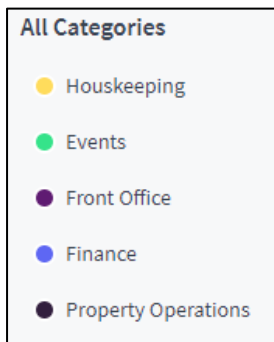 All Categories
Houskeeping
Events
Front Office
Finance
Property Operations